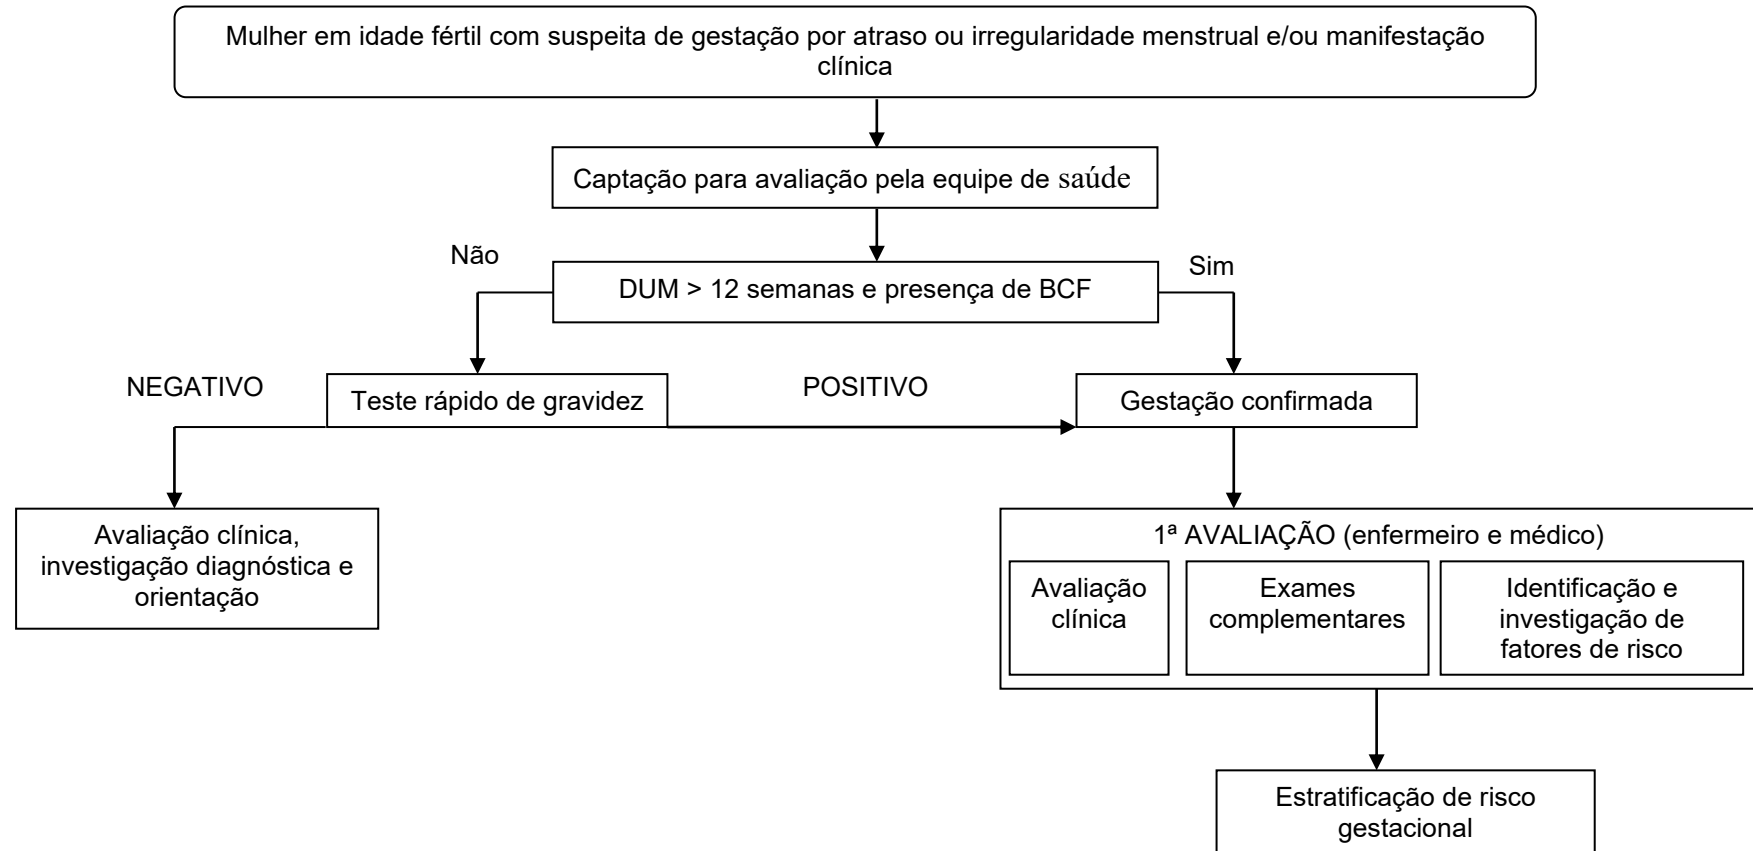 Mulher em idade fértil com suspeita de gestação por atraso ou irregularidade menstrual e/ou manifestação
clínica
Captação para avaliação pela equipe de saúde
Não
Sim
DUM > 12 semanas e presença de BCF
NEGATIVO
Teste rápido de gravidez
POSITIVO
Gestação confirmada
Avaliação clínica,
investigação diagnóstica e
orientação
1ª AVALIAÇÃO (enfermeiro e médico)
Avaliação
clínica
Exames
complementares
Identificação e
investigação de
fatores de risco
Estratificação de risco
gestacional